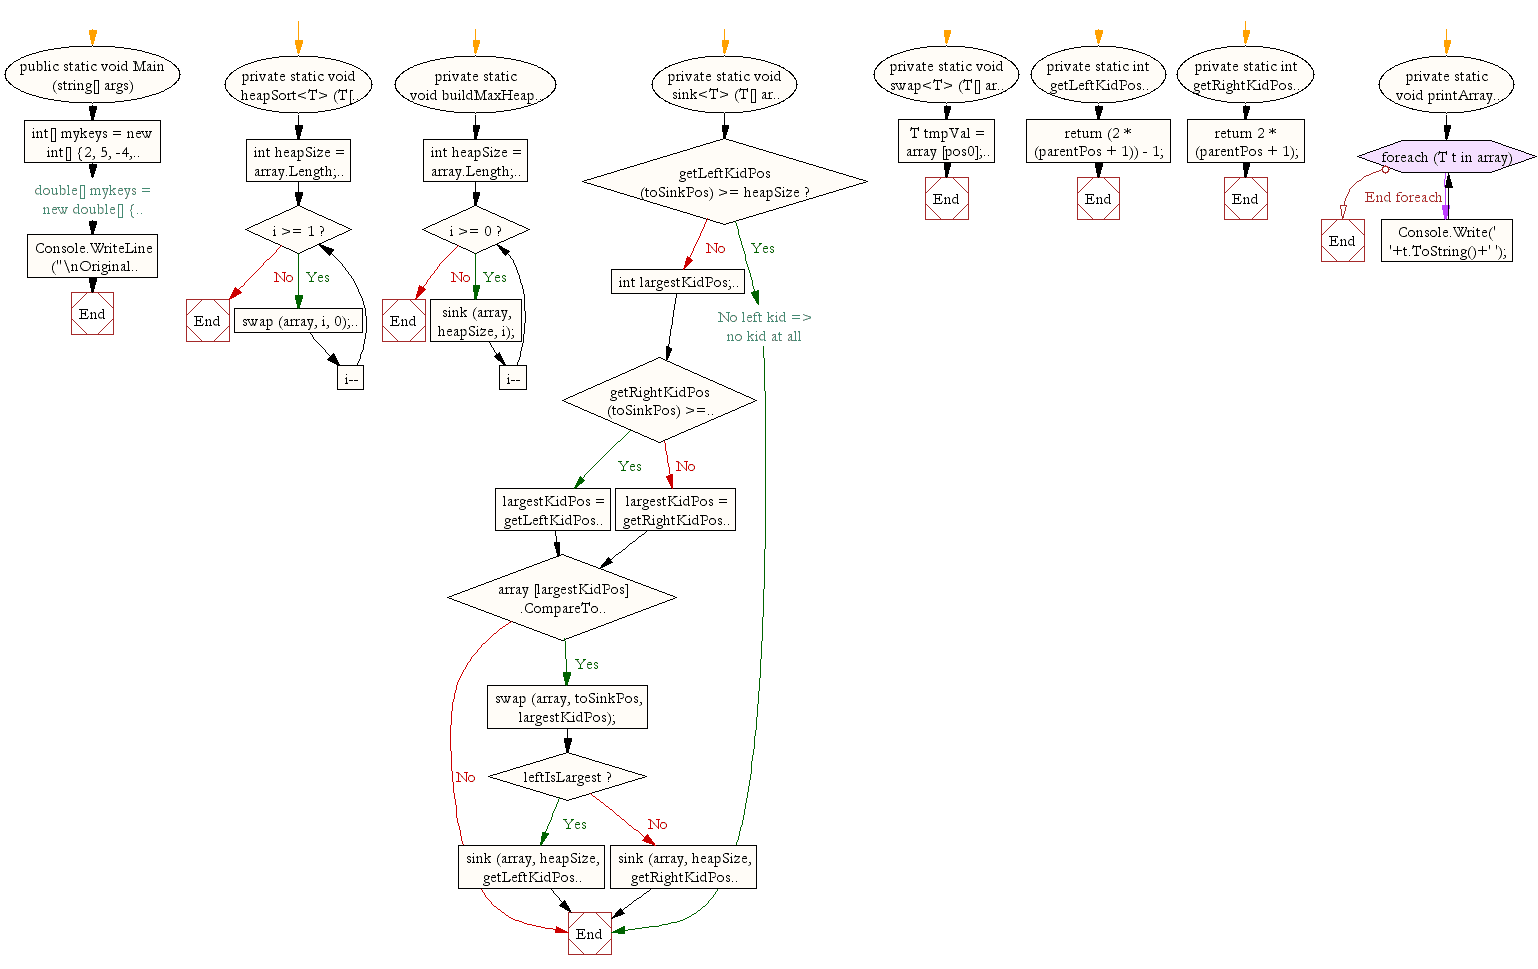 public static void Main
(string[] args)
int[] mykeys = new
int[] {2, 5, -4,..
double[] mykeys =
new double[] {..
Console.WriteLine
("\nOriginal..
End
private static void
heapSort<T> (T[..
int heapSize =
array.Length;..
i >= 1 ?
No
Yes
End
swap (array, i, 0);..
i--
private static
void buildMaxHeap..
int heapSize =
array.Length;..
i >= 0 ?
No
Yes
End
sink (array,
heapSize, i);
i--
private static void
sink<T> (T[] ar..
getLeftKidPos
(toSinkPos) >= heapSize ?
No
Yes
int largestKidPos;..
No left kid =>
no kid at all
getRightKidPos
(toSinkPos) >=..
Yes
No
largestKidPos =
getLeftKidPos..
largestKidPos =
getRightKidPos..
array [largestKidPos]
.CompareTo..
Yes
swap (array, toSinkPos,
largestKidPos);
No
leftIsLargest ?
Yes
No
sink (array, heapSize,
getLeftKidPos..
sink (array, heapSize,
getRightKidPos..
End
private static void
swap<T> (T[] ar..
T tmpVal =
array [pos0];..
End
private static int
getLeftKidPos..
return (2 *
(parentPos + 1)) - 1;
End
private static int
getRightKidPos..
return 2 *
(parentPos + 1);
End
private static
void printArray..
foreach (T t in array)
End foreach
End
Console.Write('
'+t.ToString()+' ');